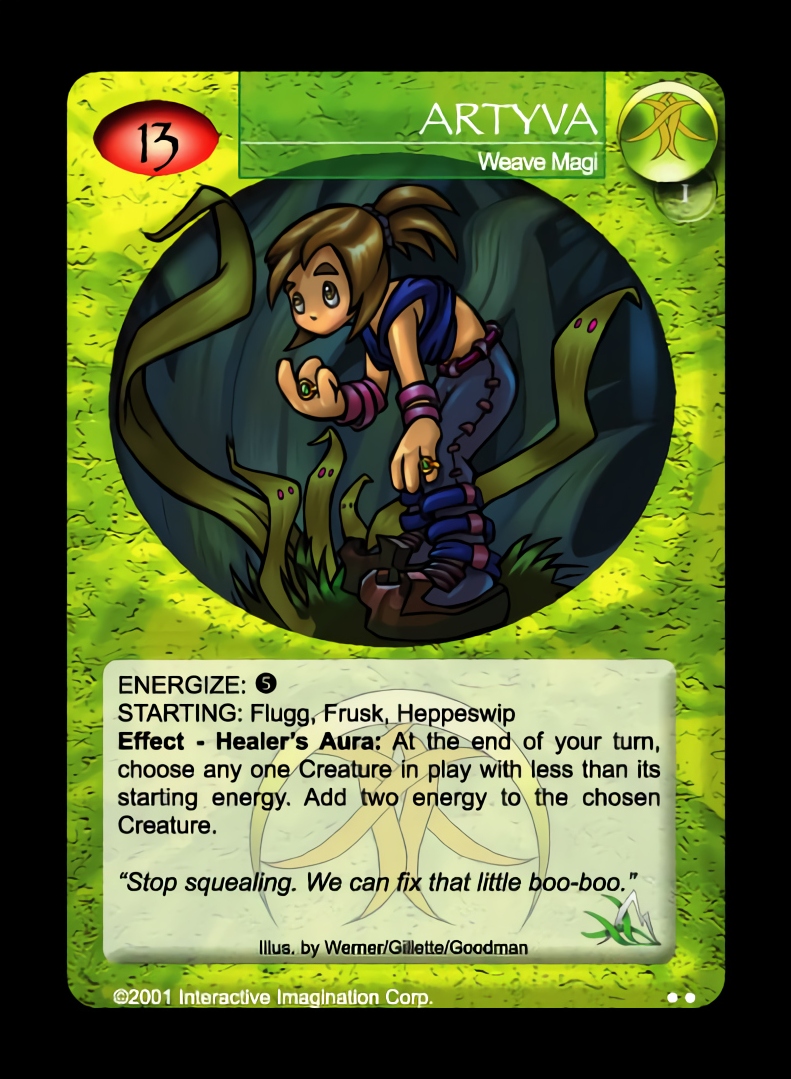 13
ARTYVA
Weave Magi
I
ENERGIZE: ❺
STARTING: Flugg, Frusk, Heppeswip
Effect - Healer's Aura: At the end of your turn,
choose any one Creature in play with less than its
starting energy. Add two energy to the chosen
Creature.
“Stop squealing. We can fix that little boo-boo.”
Illus. by Werner/Gillette/Goodman
©2001 Interactive Imagination Corp.